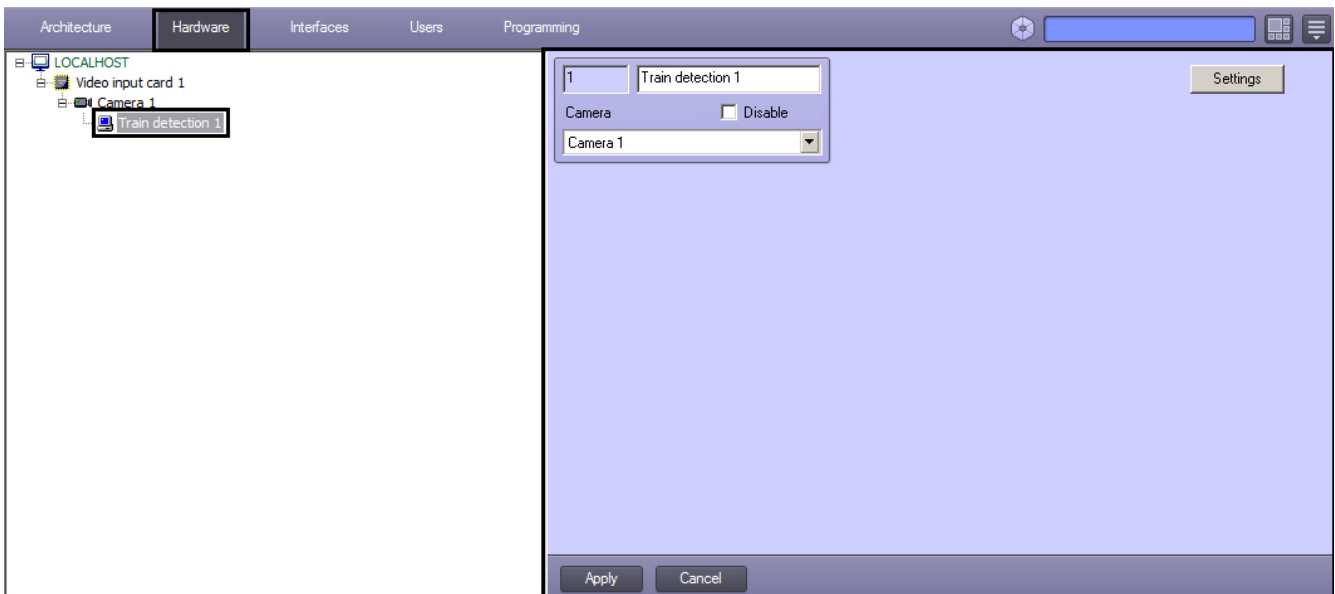 Architecture Hardware Interfaces Users Programming
LOCALHOST
Video input card 1
Camera 1
Train detection 1
1 Train detection 1
Settings
Camera Disable
Camera 1
Apply Cancel